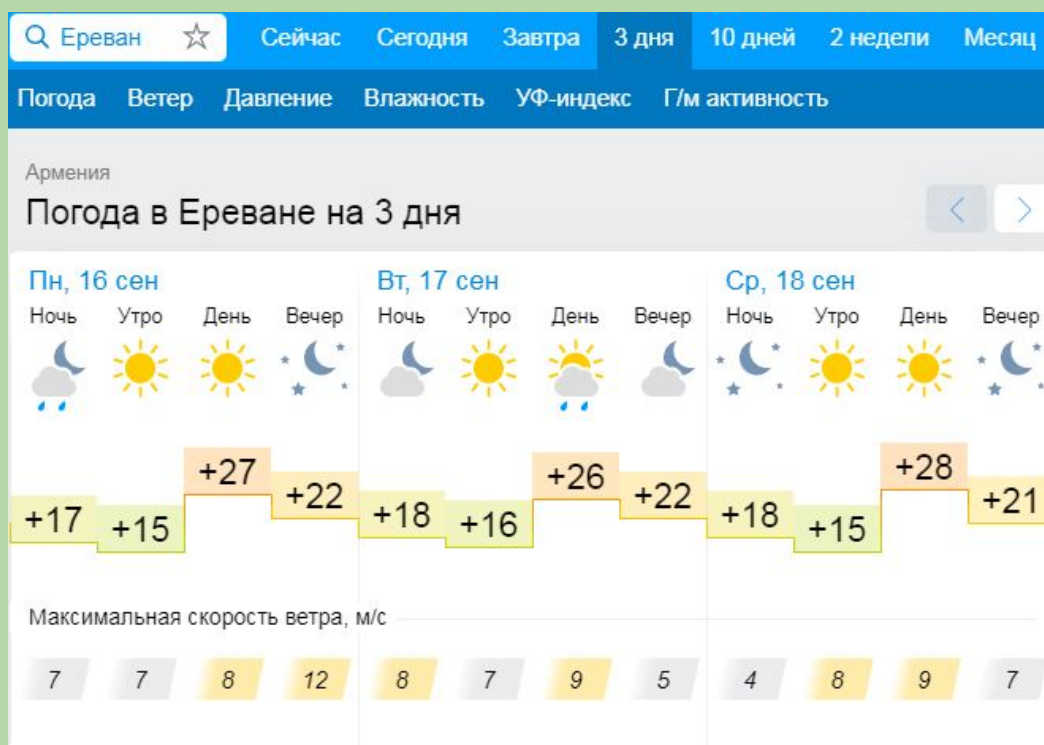 Ереван Сейчас Сегодня Завтра 3 дня 10 дней 2 недели Месяц
Погода Ветер Давление Влажность УФ-индекс Г/м активность
Армения
Погода в Ереване на 3 дня
Пн, 16 сен Вт, 17 сен Ср, 18 сен
Ночь Утро День Вечер Ночь Утро День Вечер Ночь Утро День Вечер
+17 +15 +27 +22 +18 +16 +26 +22 +18 +15 +28 +21
Максимальная скорость ветра, м/с
7 7 8 12 8 7 9 5 4 8 9 7